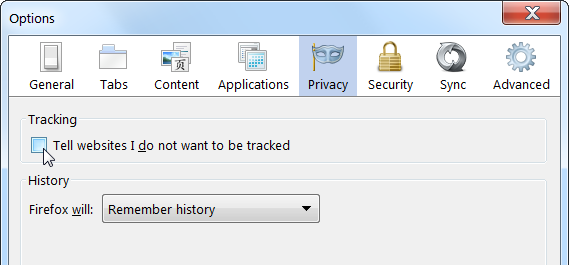 Options
General Tabs Content Applications Privacy Security Sync Advanced
Tracking
Tell websites I do not want to be tracked
History
Firefox will: Remember history